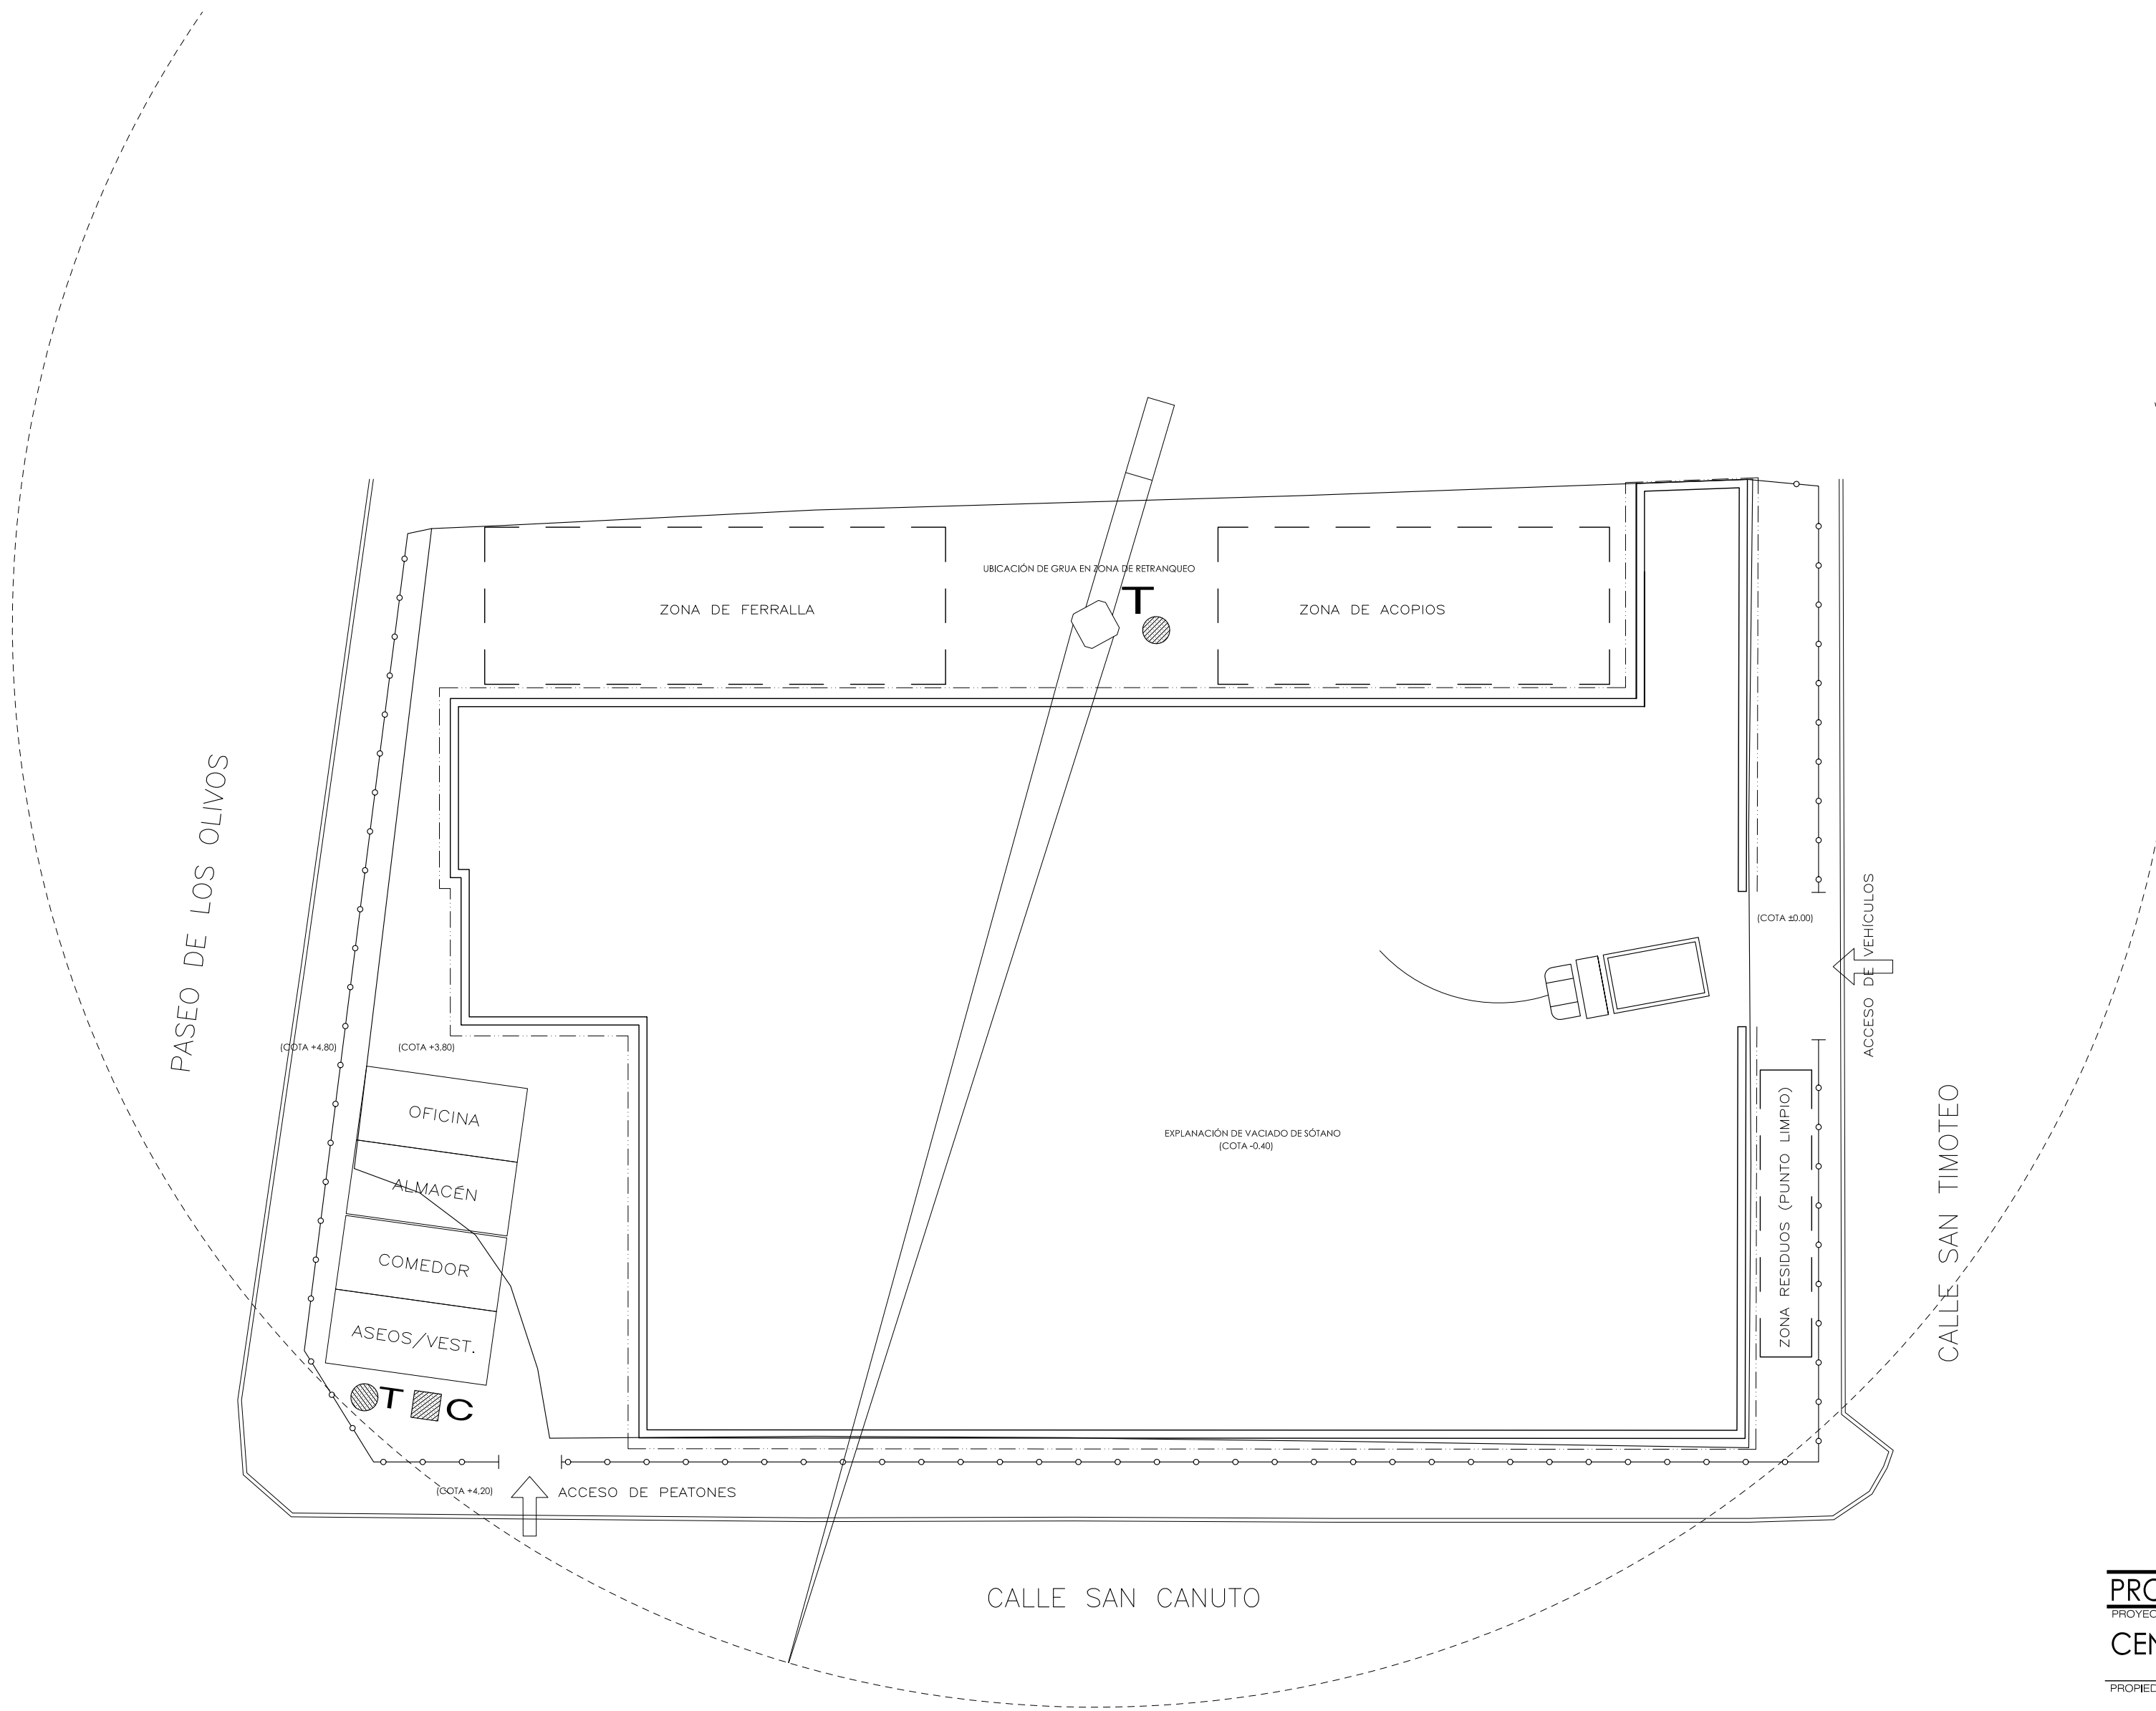 UBICACIÓN DE GRUA EN ZONA DE RETRANQUEO
T
ZONA DE FERRALLA
ZONA DE ACOPIOS
PASEO DE LOS OLIVOS
(COTA ±0.00)
ACCESO DE VEHÍCULOS
(COTA +4,80)
(COTA +3.80)
OFICINA
ALMACÉN
COMEDOR
ASEOS/VEST.
T
C
EXPLANACIÓN DE VACIADO DE SÓTANO
(COTA -0.40)
ZONA RESIDUOS (PUNTO LIMPIO)
CALLE SAN TIMOTEO
(COTA +4,20)
ACCESO DE PEATONES
CALLE SAN CANUTO